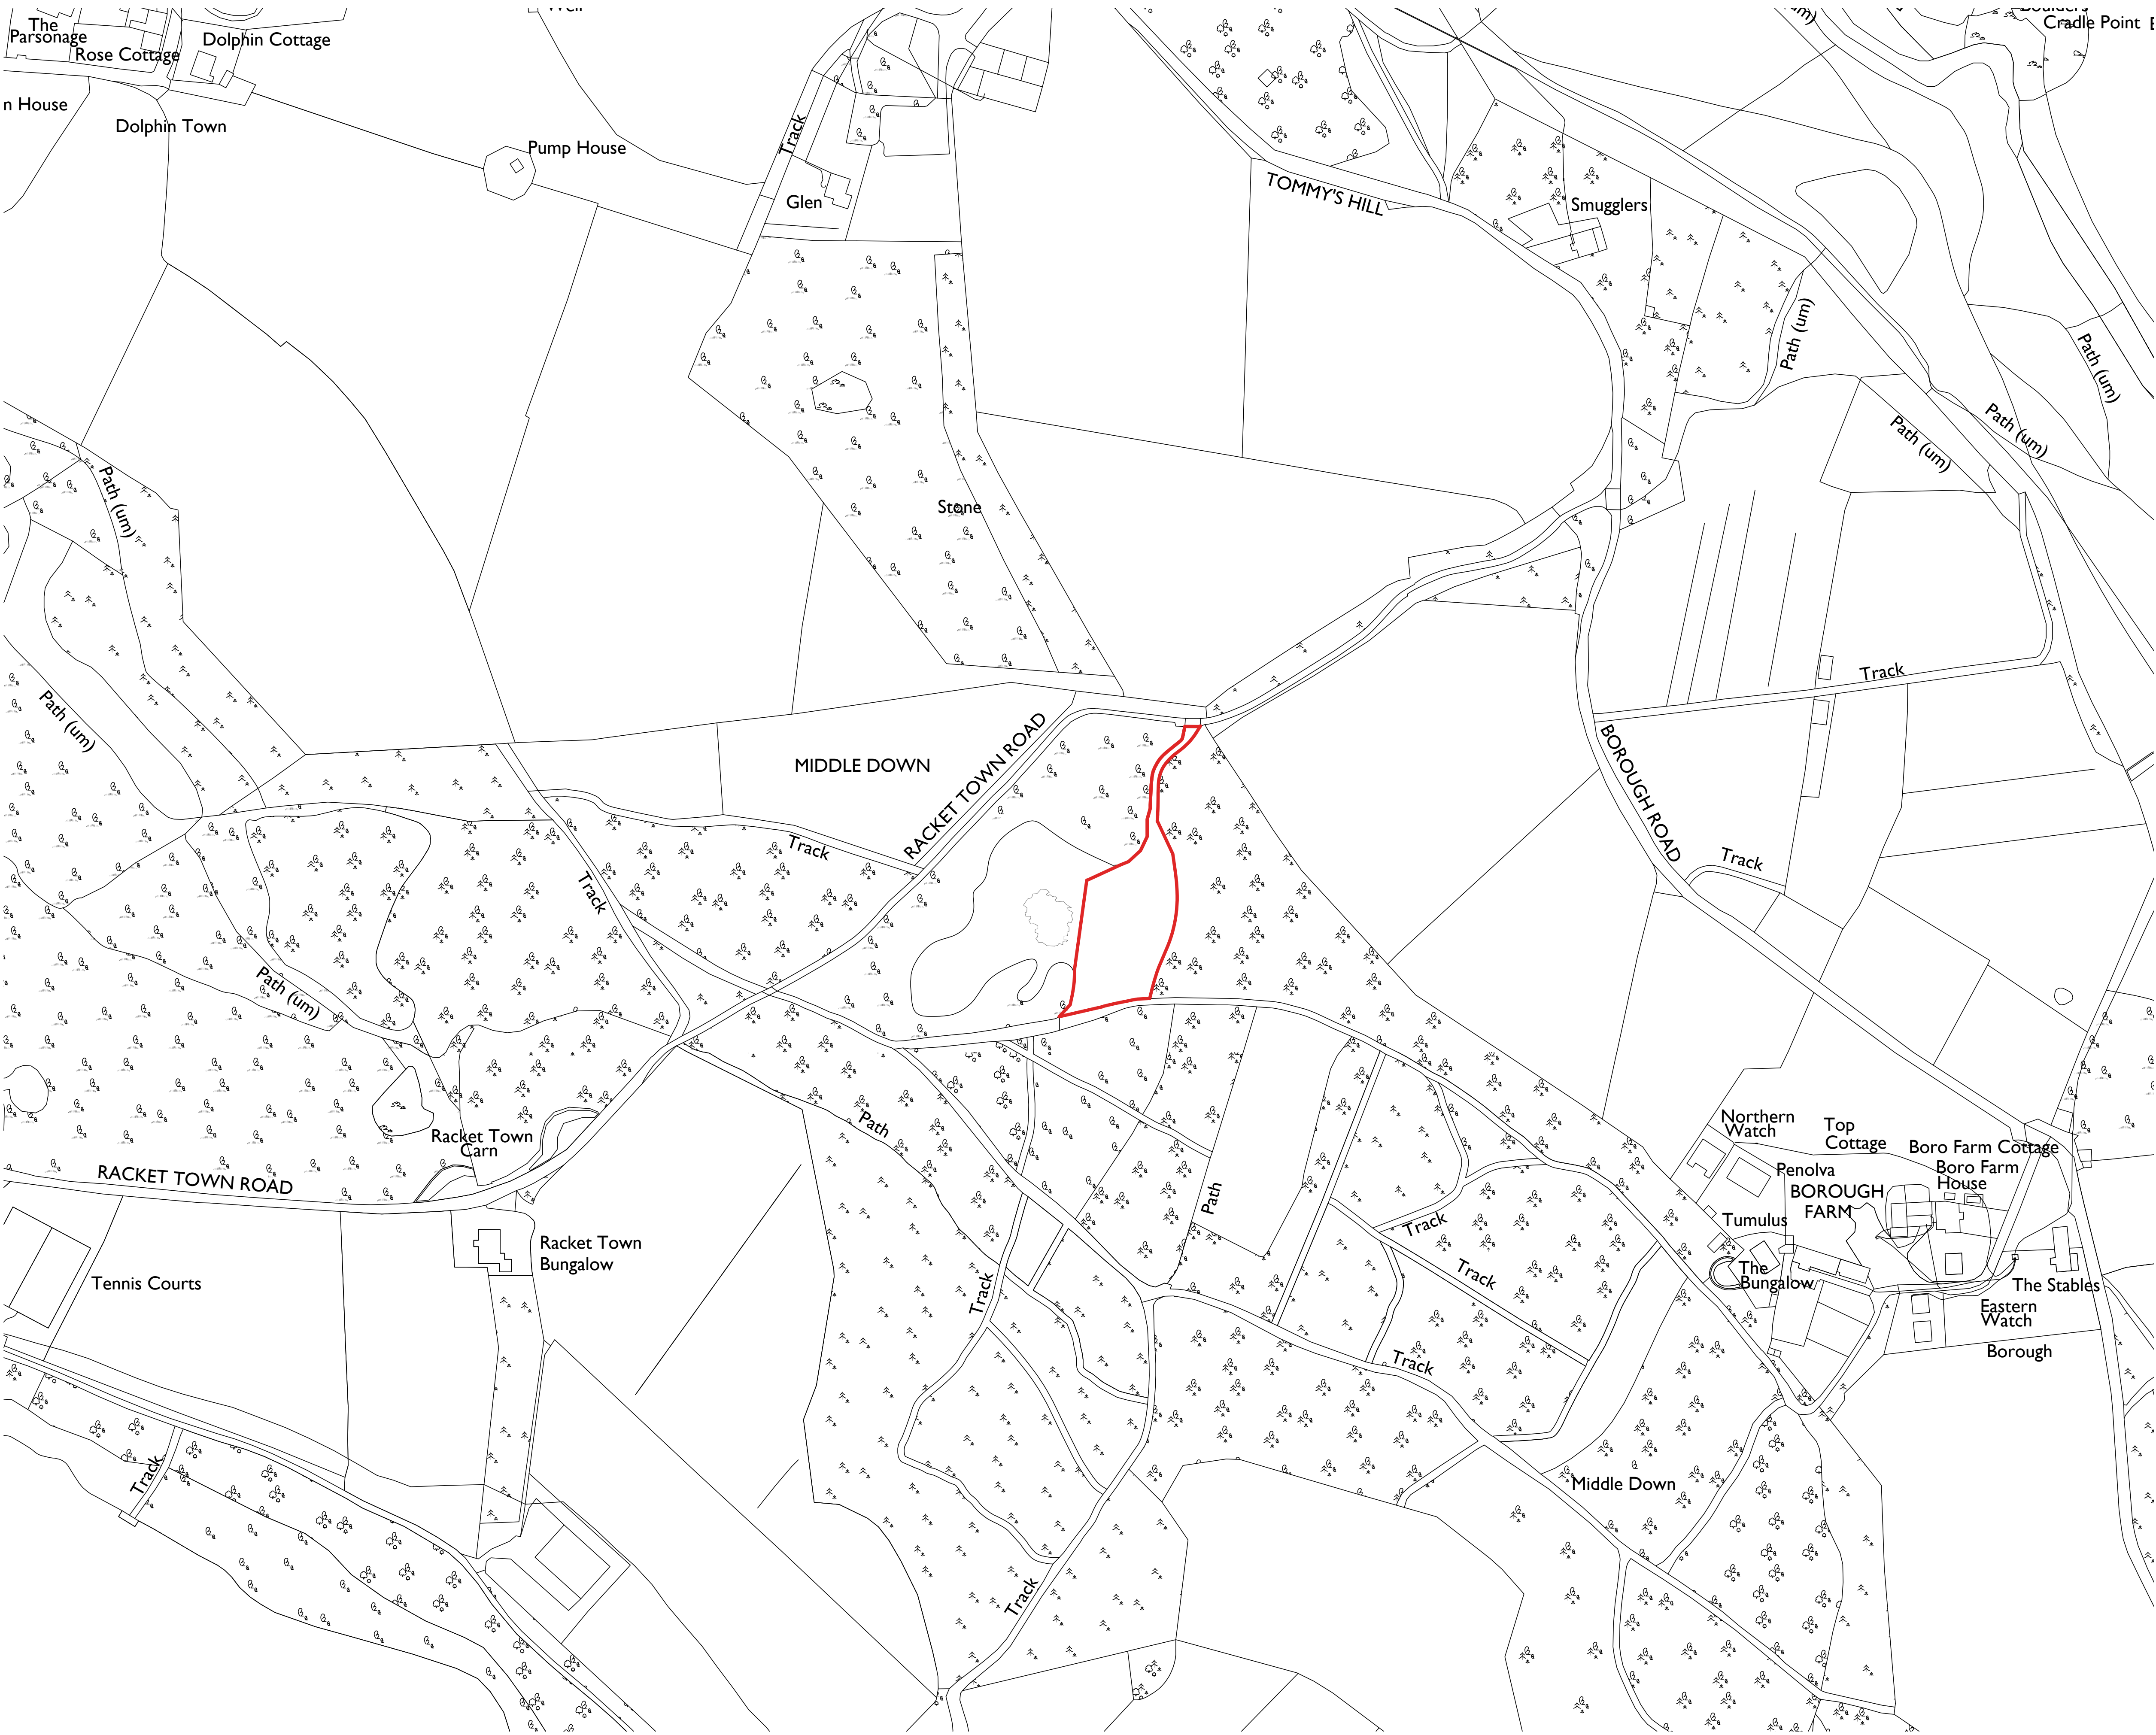 Well
Boulders
Cradle Point
The
Parsonage
Rose Cottage
Dolphin Cottage
n House
Dolphin Town
Pump House
Track
Glen
TOMMY'S HILL
Smugglers
(um)
Path (um)
Path (um)
Path (um)
Path (um)
Path (um)
Stone
Path (um)
MIDDLE DOWN
RACKET TOWN ROAD
BOROUGH ROAD
Track
Track
Track
Track
Path (um)
Racket Town
Carn
RACKET TOWN ROAD
Path
Path
Northern
Watch
Top
Cottage
Boro Farm Cottage
Boro Farm
House
Penolva
BOROUGH
FARM
Tumulus
The
Bungalow
The Stables
Eastern
Watch
Borough
Racket Town
Bungalow
Tennis Courts
Track
Track
Track
Track
Track
Middle Down
Track